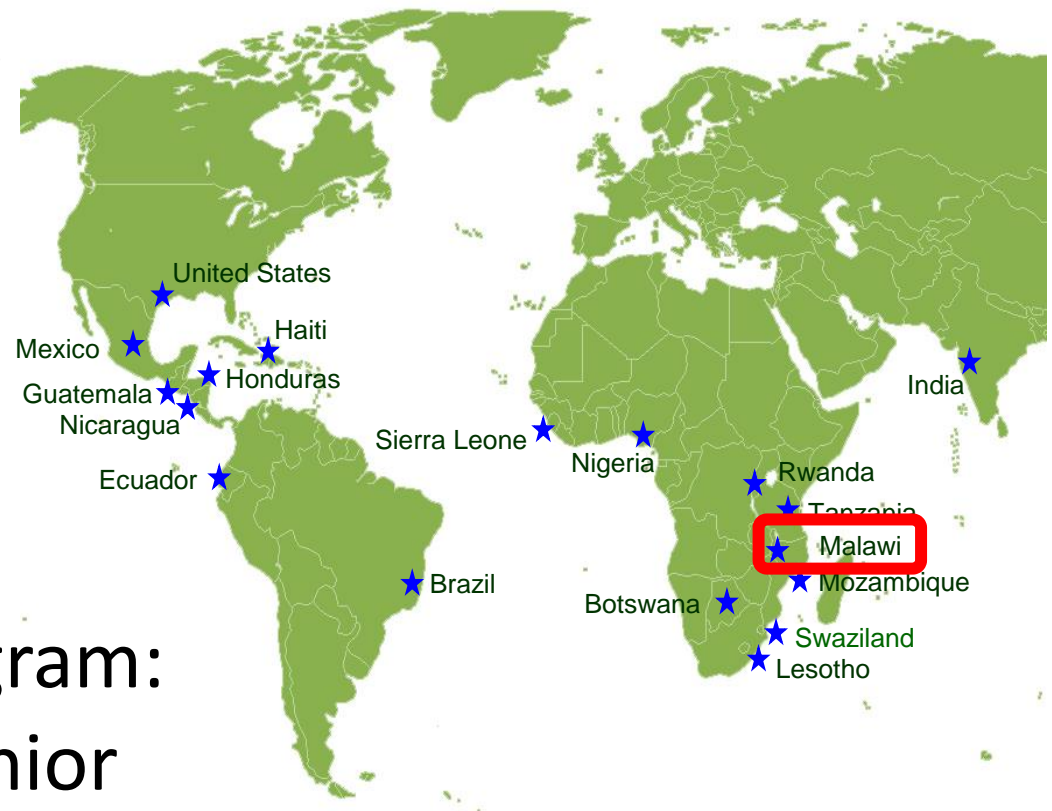 United States
Haiti
Mexico
Honduras
Guatemala
India
Nicaragua
Sierra Leone
Nigeria
Rwanda
Ecuador
Tanzania
Malawi
Brazil
Mozambique
Botswana
Swaziland
Lesotho
gram:
nior